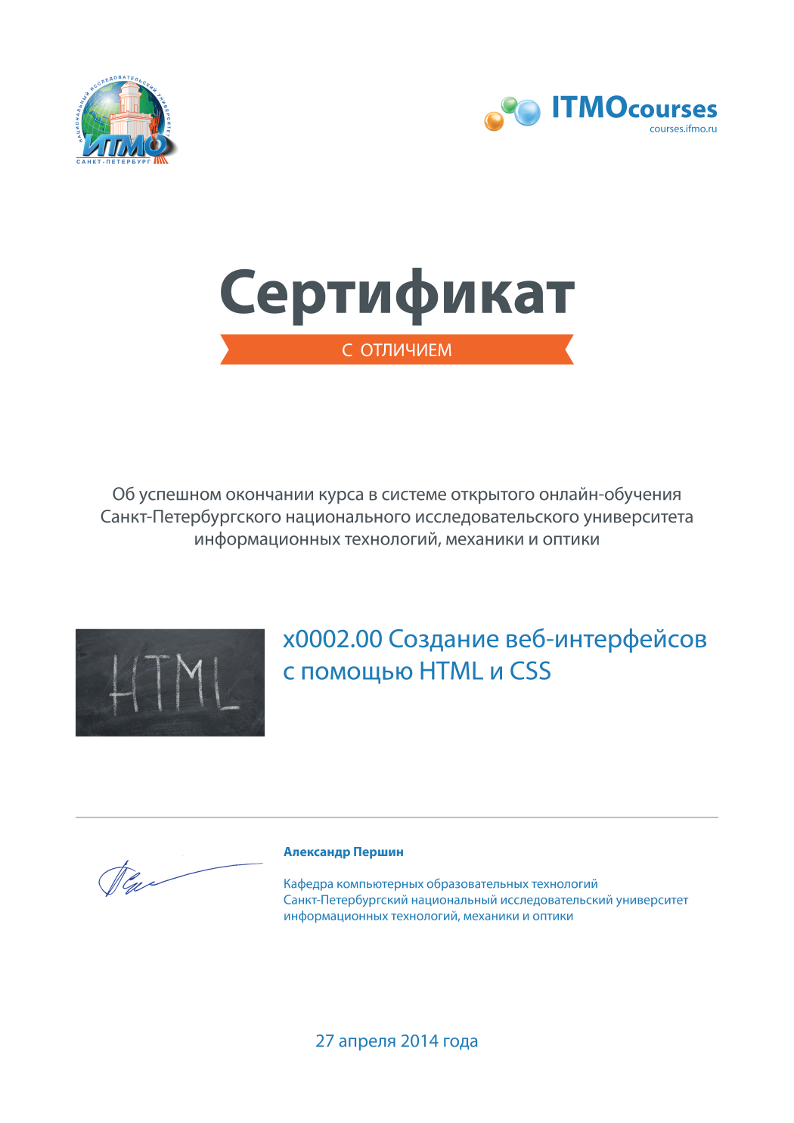 НАЦИОНАЛЬНЫЙ ИССЛЕДОВАТЕЛЬСКИЙ УНИВЕРСИТЕТ
ИТМО
САНКТ-ПЕТЕРБУРГ
ITMOcourses
courses.ifmo.ru
Сертификат
С ОТЛИЧИЕМ
Об успешном окончании курса в системе открытого онлайн-обучения
Санкт-Петербургского национального исследовательского университета
информационных технологий, механики и оптики
HTML
x0002.00 Создание веб-интерфейсов
с помощью HTML и CSS
Александр Першин
Кафедра компьютерных образовательных технологий
Санкт-Петербургский национальный исследовательский университет
информационных технологий, механики и оптики
27 апреля 2014 года